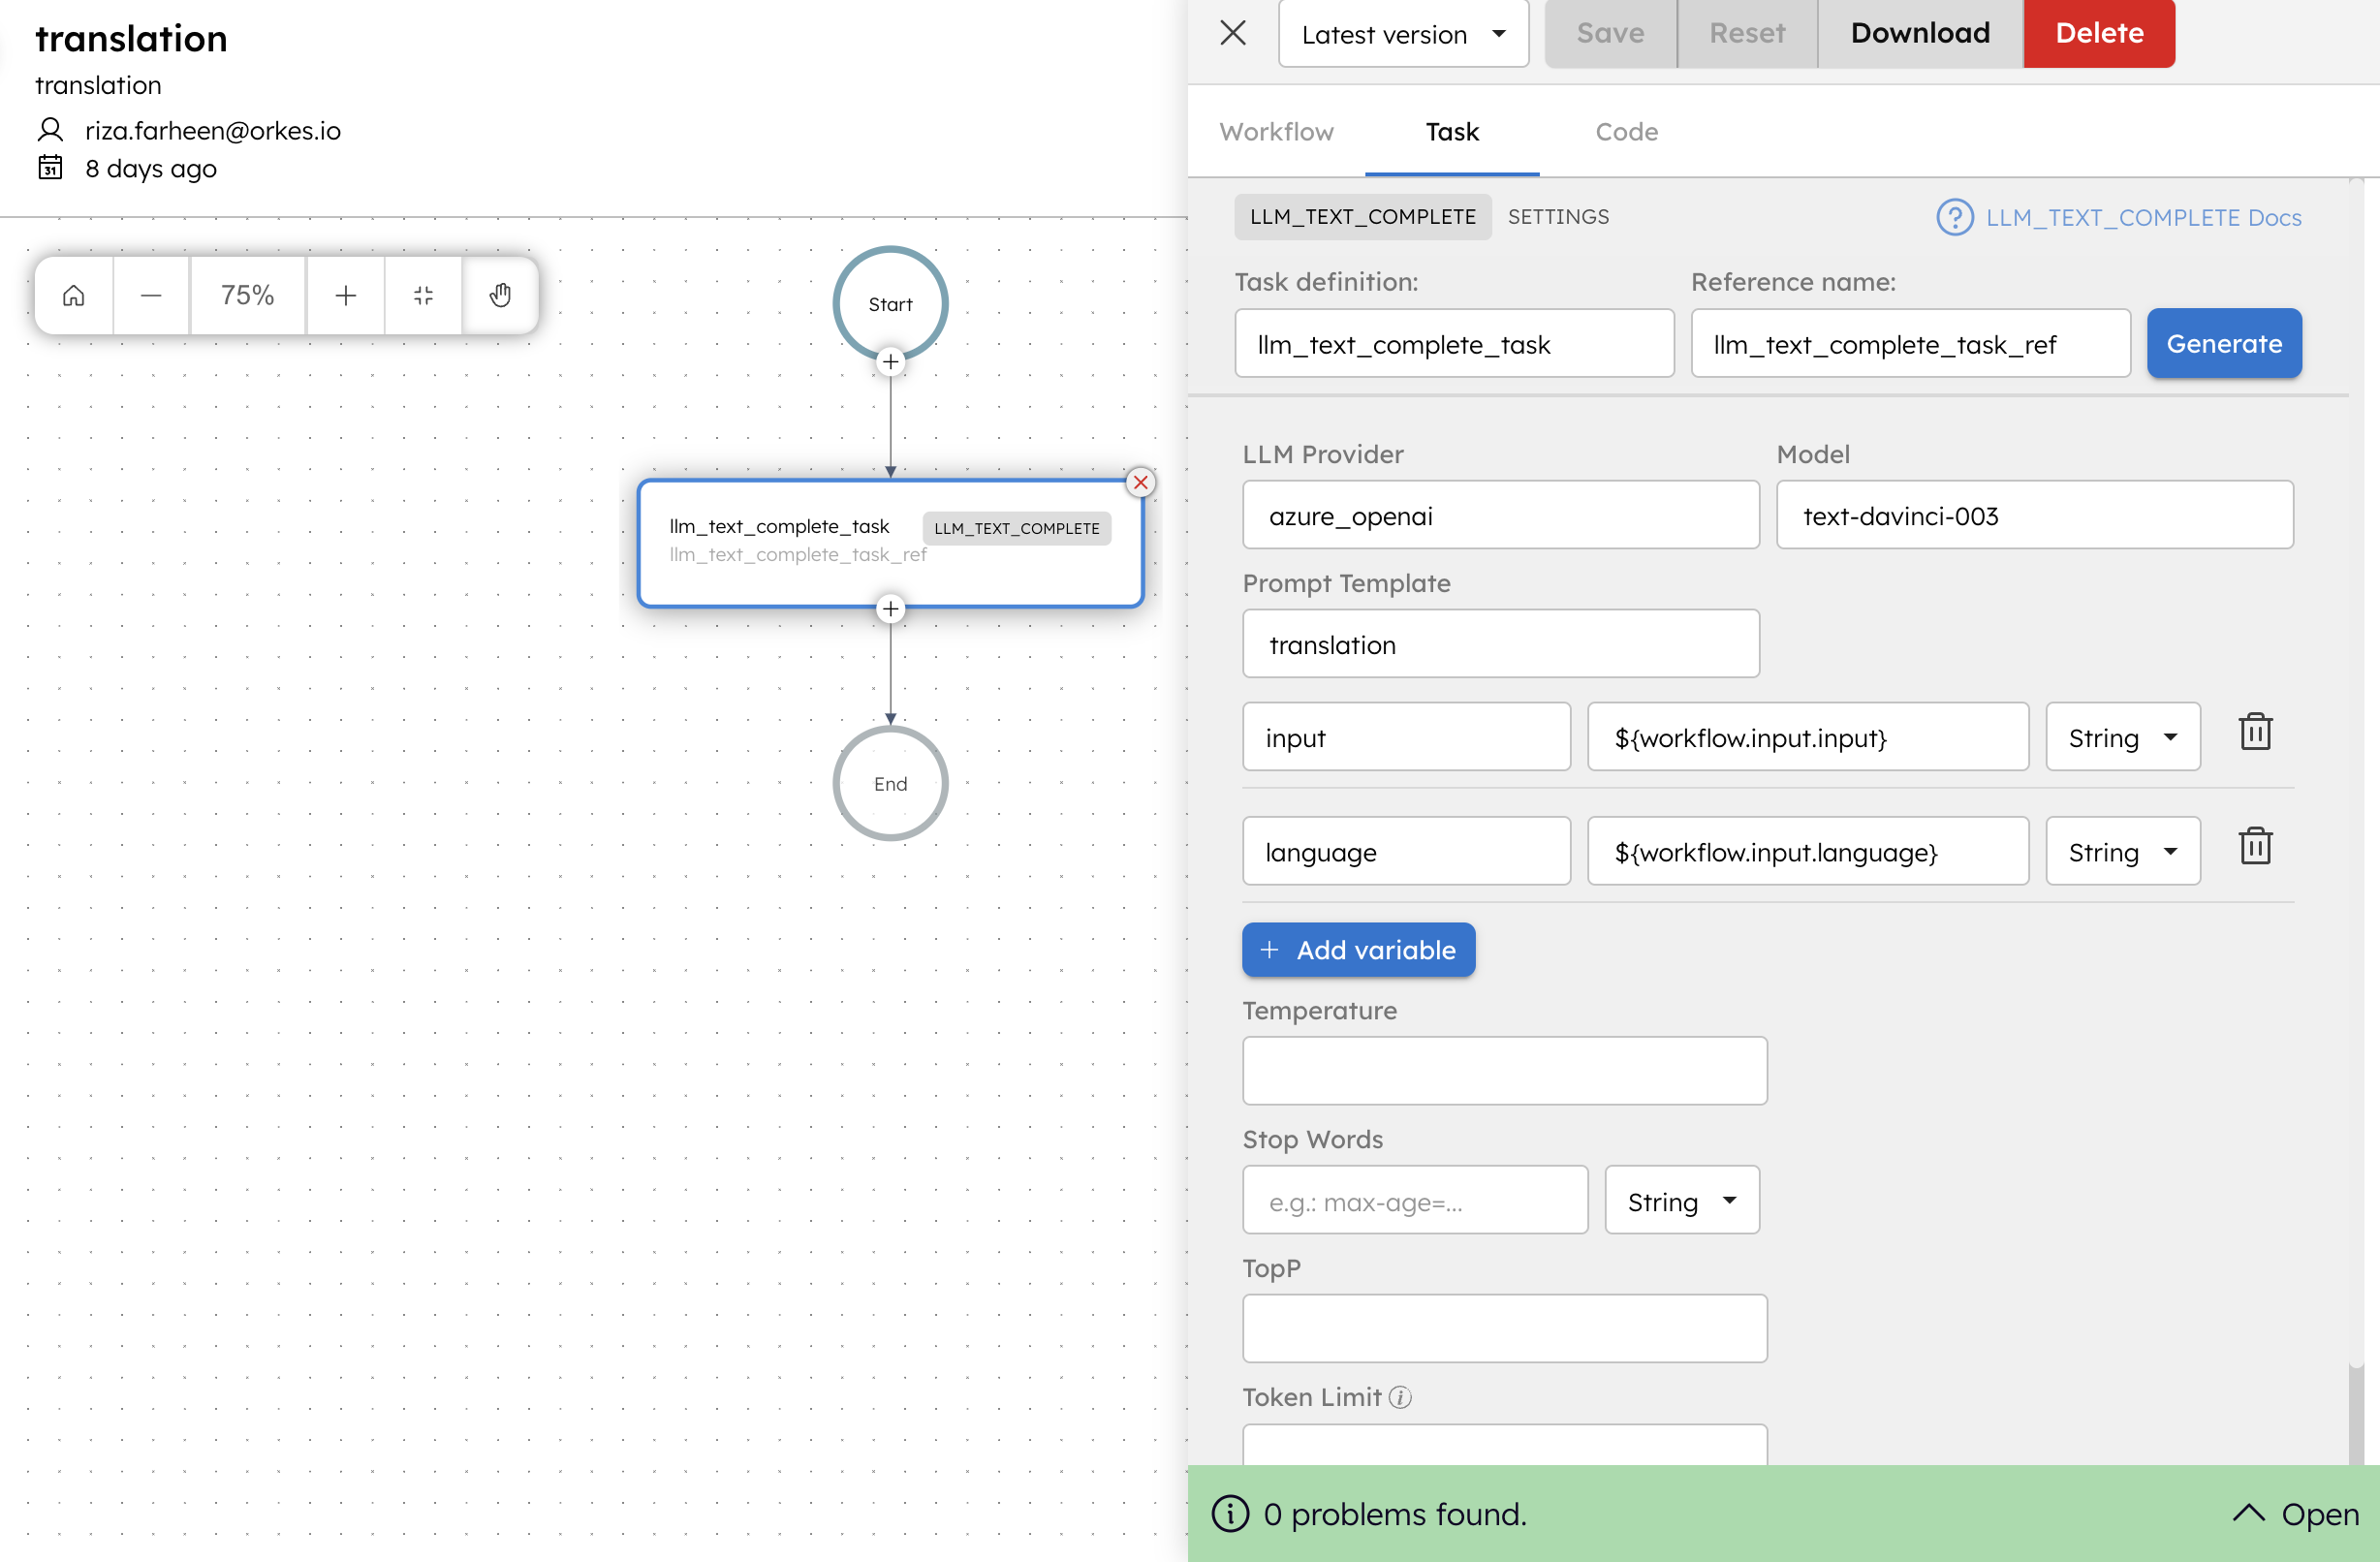 translation
translation
riza.farheen@orkes.io
31 8 days ago
75%
Start
llm_text_complete_task LLM_TEXT_COMPLETE
llm_text_complete_task_ref
End
Latest version Save Reset Download Delete
Workflow Task Code
LLM_TEXT_COMPLETE SETTINGS LLM_TEXT_COMPLETE Docs
Task definition: Reference name:
llm_text_complete_task llm_text_complete_task_ref Generate
LLM Provider Model
azure_openai text-davinci-003
Prompt Template
translation
input ${workflow.input.input} String
language ${workflow.input.language} String
+ Add variable
Temperature
Stop Words
e.g.: max-age=... String
TopP
Token Limit
0 problems found. Open